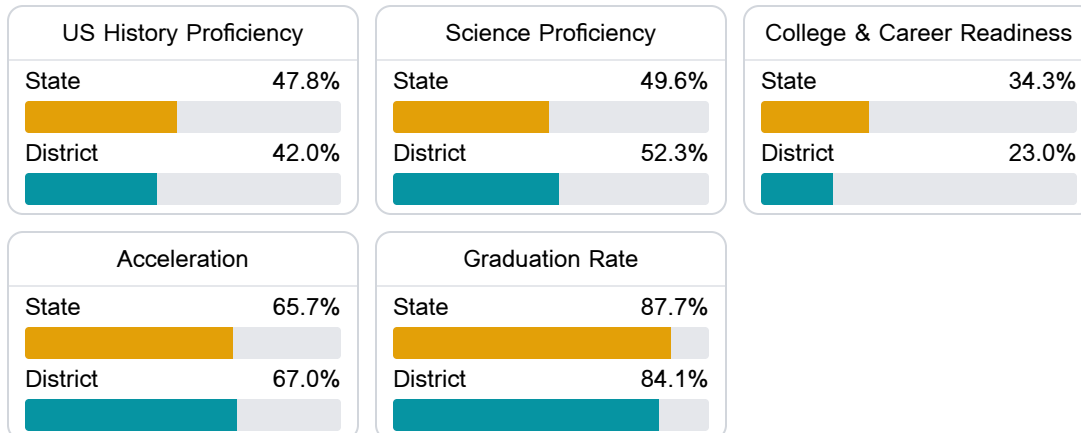 US History Proficiency
State 47.8%
District 42.0%
Science Proficiency
State 49.6%
District 52.3%
College & Career Readiness
State 34.3%
District 23.0%
Acceleration
State 65.7%
District 67.0%
Graduation Rate
State 87.7%
District 84.1%